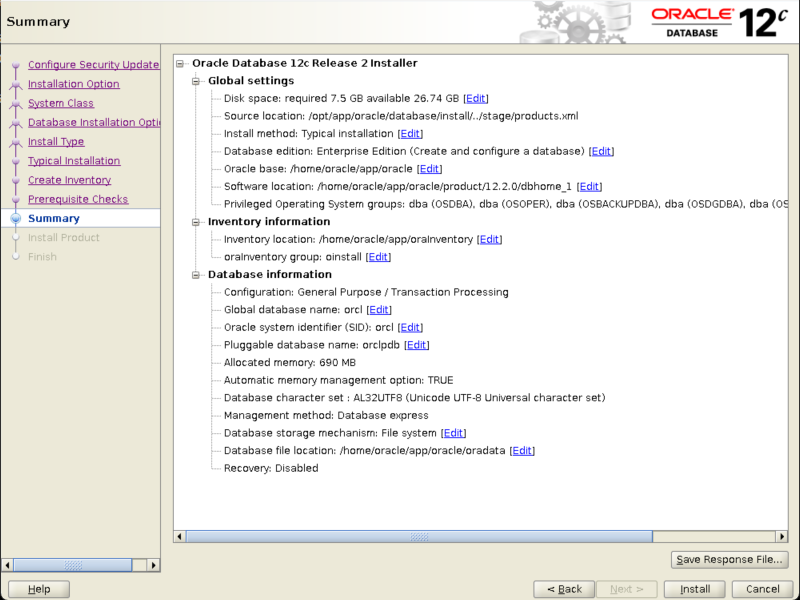 Summary
ORACLE
DATABASE
12c
Configure Security Update
Installation Option
System Class
Database Installation Optio
Install Type
Typical Installation
Create Inventory
Prerequisite Checks
Summary
Install Product
Finish
Oracle Database 12c Release 2 Installer
Global settings
Disk space: required 7.5 GB available 26.74 GB [Edit]
Source location: /opt/app/oracle/database/install/../stage/products.xml
Install method: Typical installation [Edit]
Database edition: Enterprise Edition (Create and configure a database) [Edit]
Oracle base: /home/oracle/app/oracle [Edit]
Software location: /home/oracle/app/oracle/product/12.2.0/dbhome_1 [Edit]
Privileged Operating System groups: dba (OSDBA), dba (OSOPER), dba (OSBACKUPDBA), dba (OSDGDBA), dba (OS
Inventory information
Inventory location: /home/oracle/app/oraInventory [Edit]
oraInventory group: oinstall [Edit]
Database information
Configuration: General Purpose / Transaction Processing
Global database name: orcl [Edit]
Oracle system identifier (SID): orcl [Edit]
Pluggable database name: orclpdb [Edit]
Allocated memory: 690 MB
Automatic memory management option: TRUE
Database character set : AL32UTF8 (Unicode UTF-8 Universal character set)
Management method: Database express
Database storage mechanism: File system [Edit]
Database file location: /home/oracle/app/oracle/oradata [Edit]
Recovery: Disabled
Save Response File...
Help
< Back
Next >
Install
Cancel